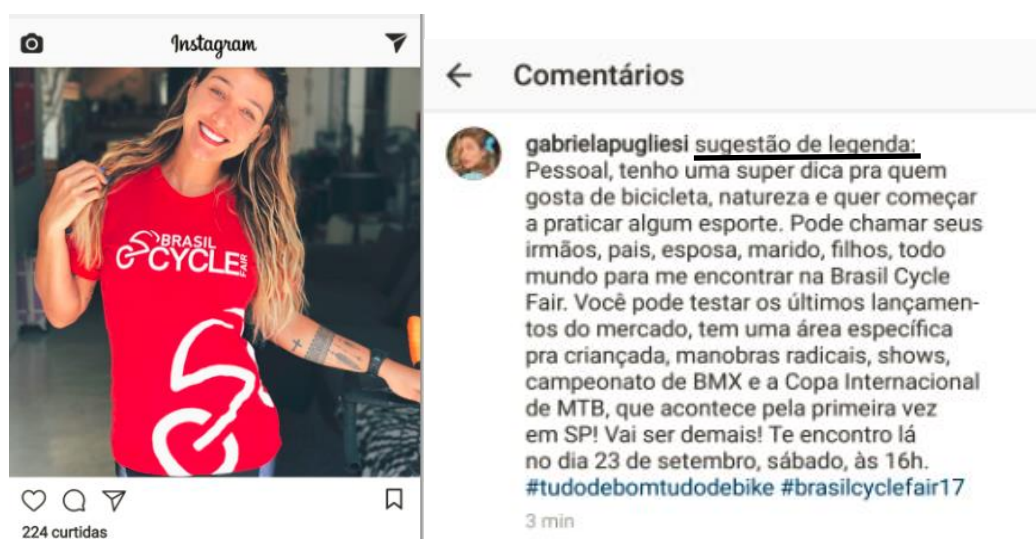 Instagram
BRASIL
CYCLE
FAIR
224 curtidas
Comentários
gabrielapugliesi sugestão de legenda:
Pessoal, tenho uma super dica pra quem
gosta de bicicleta, natureza e quer começar
a praticar algum esporte. Pode chamar seus
irmãos, pais, esposa, marido, filhos, todo
mundo para me encontrar na Brasil Cycle
Fair. Você pode testar os últimos lançamen-
tos do mercado, tem uma área específica
pra criançada, manobras radicais, shows,
campeonato de BMX e a Copa Internacional
de MTB, que acontece pela primeira vez
em SP! Vai ser demais! Te encontro lá
no dia 23 de setembro, sábado, às 16h.
#tudodebomtudodebike #brasilcyclefair17
3 min